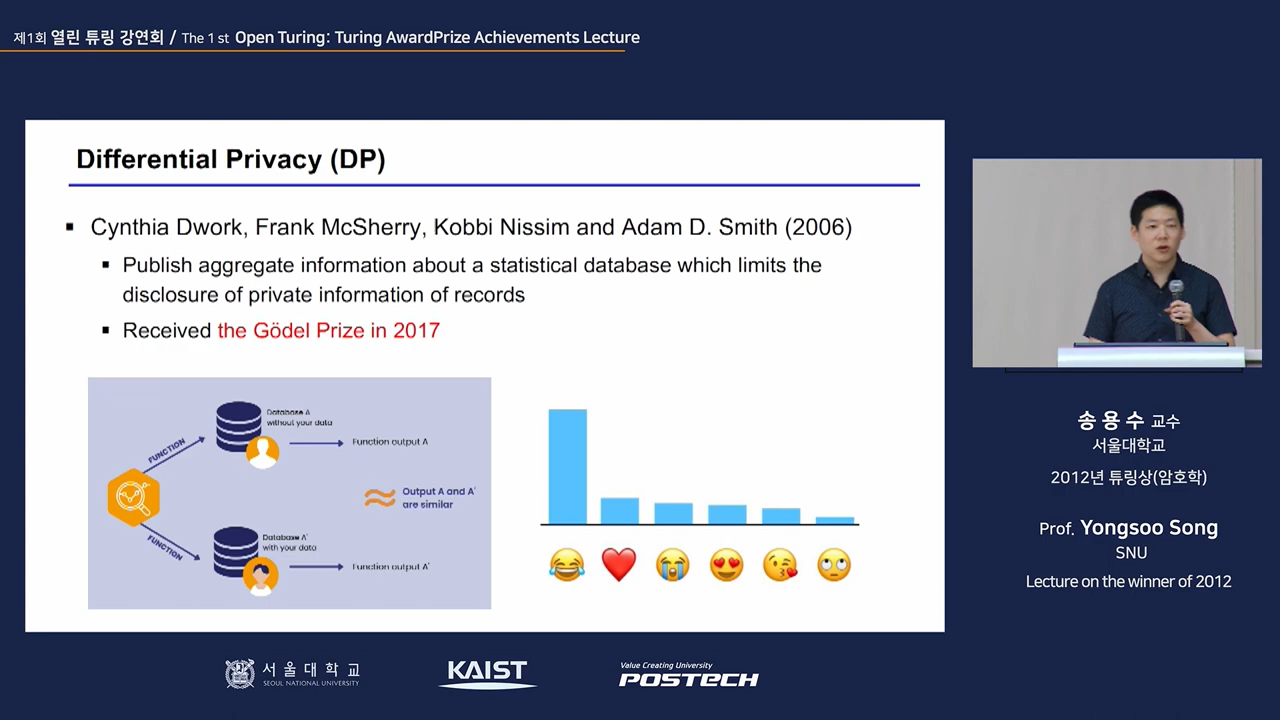 제1회 열린 튜링 강연회 / The 1 st Open Turing: Turing AwardPrize Achievements Lecture
Differential Privacy (DP)
Cynthia Dwork, Frank McSherry, Kobbi Nissim and Adam D. Smith (2006)
Publish aggregate information about a statistical database which limits the
disclosure of private information of records
Received the Gödel Prize in 2017
FUNCTION
Database A
without your data
Function output A
Output A and A'
are similar
FUNCTION
Database A'
with your data
Function output A'
송용수 교수
서울대학교
2012년 튜링상(암호학)
Prof. Yongsoo Song
SNU
Lecture on the winner of 2012
서울대학교
SEOUL NATIONAL UNIVERSITY
KAIST
Value Creating University
POSTECH